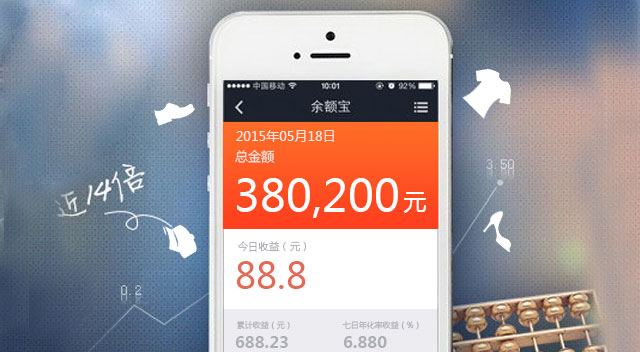 中国移动 10:01 92%
余额宝
2015年05月18日
总金额
380,200元
今日收益（元）
88.8
累计收益（元） 七日年化率收益（%）
688.23 6.880
近14倍
0.2
3.50